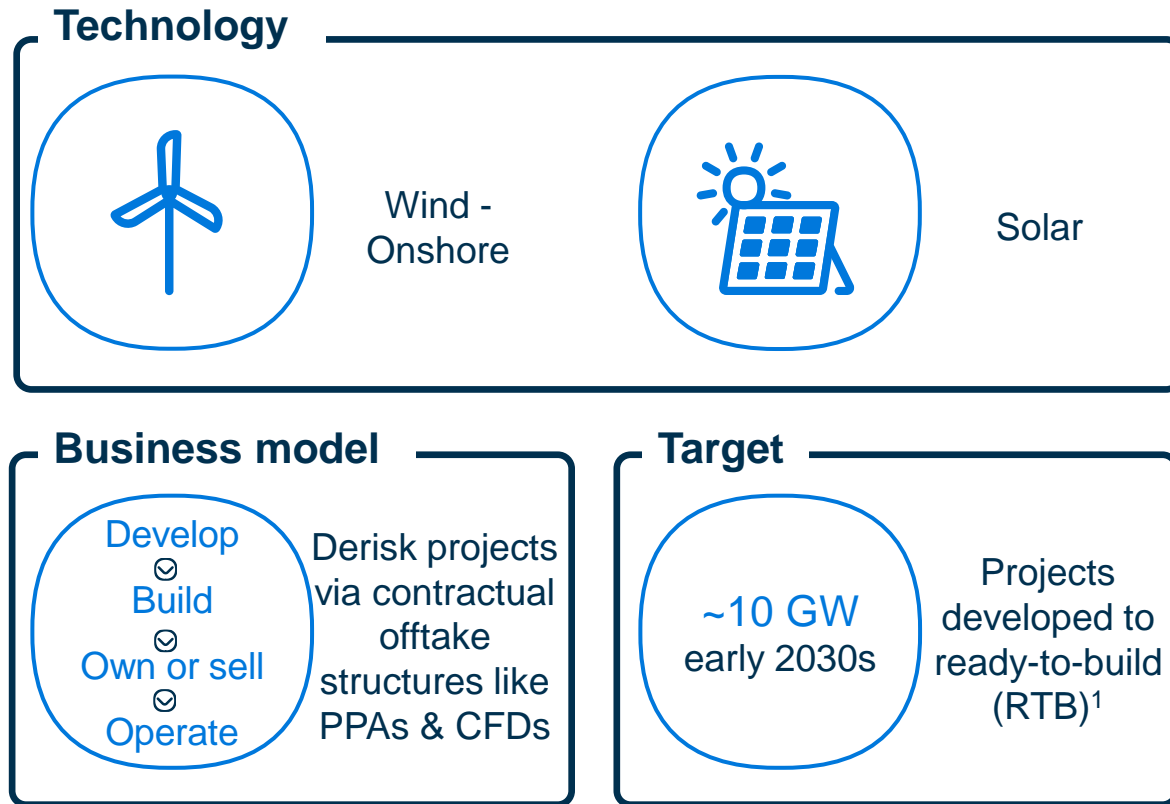 Technology
Wind -
Onshore
Solar
Business model
Develop
Build
Own or sell
Operate
Derisk projects
via contractual
offtake
structures like
PPAs & CFDs
Target
~10 GW
early 2030s
Projects
developed to
ready-to-build
(RTB)¹